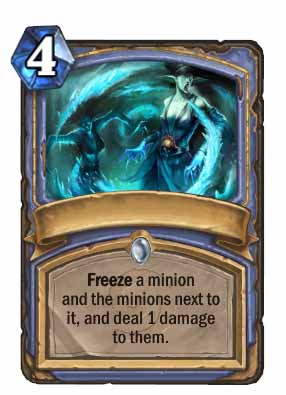 4
Freeze a minion
and the minions next to
it, and deal 1 damage
to them.